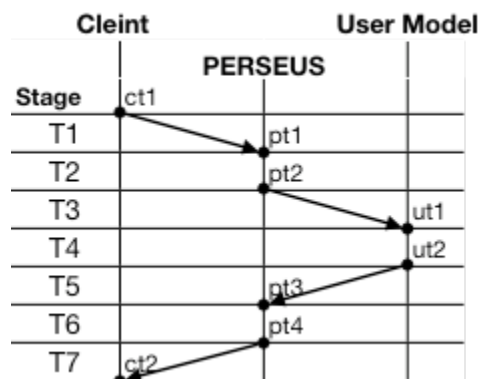 Cleint User Model
PERSEUS
Stage ct1
T1 pt1
T2 pt2
T3 ut1
T4 ut2
T5 pt3
T6 pt4
T7 ct2